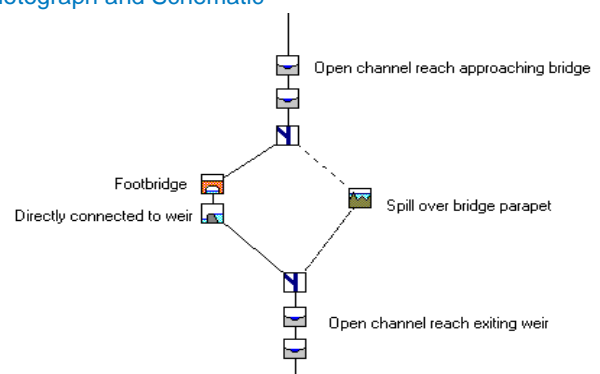 Photograph and Schematic
Open channel reach approaching bridge
Footbridge
Directly connected to weir
Spill over bridge parapet
Open channel reach exiting weir